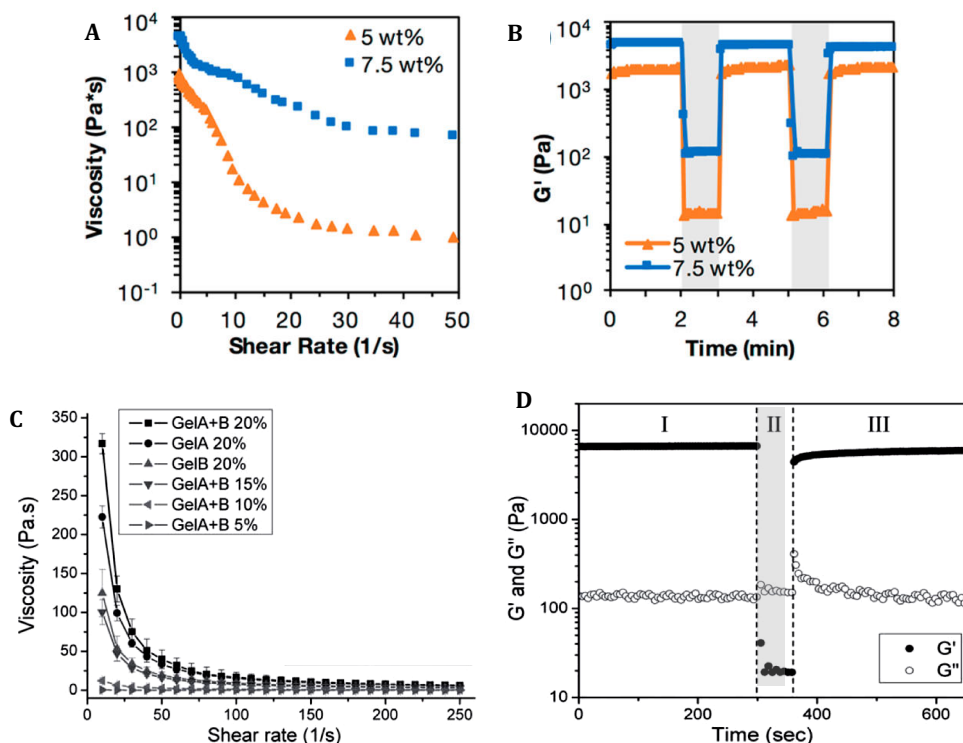 A
Viscosity (Pa*s)
10⁴
10³
10²
10¹
10⁰
10⁻¹
5 wt%
7.5 wt%
0 10 20 30 40 50
Shear Rate (1/s)
B
G' (Pa)
10⁴
10³
10²
10¹
10⁰
5 wt%
7.5 wt%
0 2 4 6 8
Time (min)
C
Viscosity (Pa.s)
350
300
250
200
150
100
50
0
GelA+B 20%
GelA 20%
GelB 20%
GelA+B 15%
GelA+B 10%
GelA+B 5%
0 50 100 150 200 250
Shear rate (1/s)
D
G' and G" (Pa)
10000
1000
100
10
I II III
G'
G"
0 200 400 600
Time (sec)